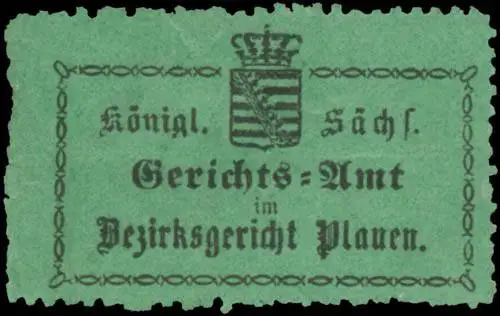 Königl. Sächs.
Gerichts-Amt
im
Bezirksgericht Plauen.